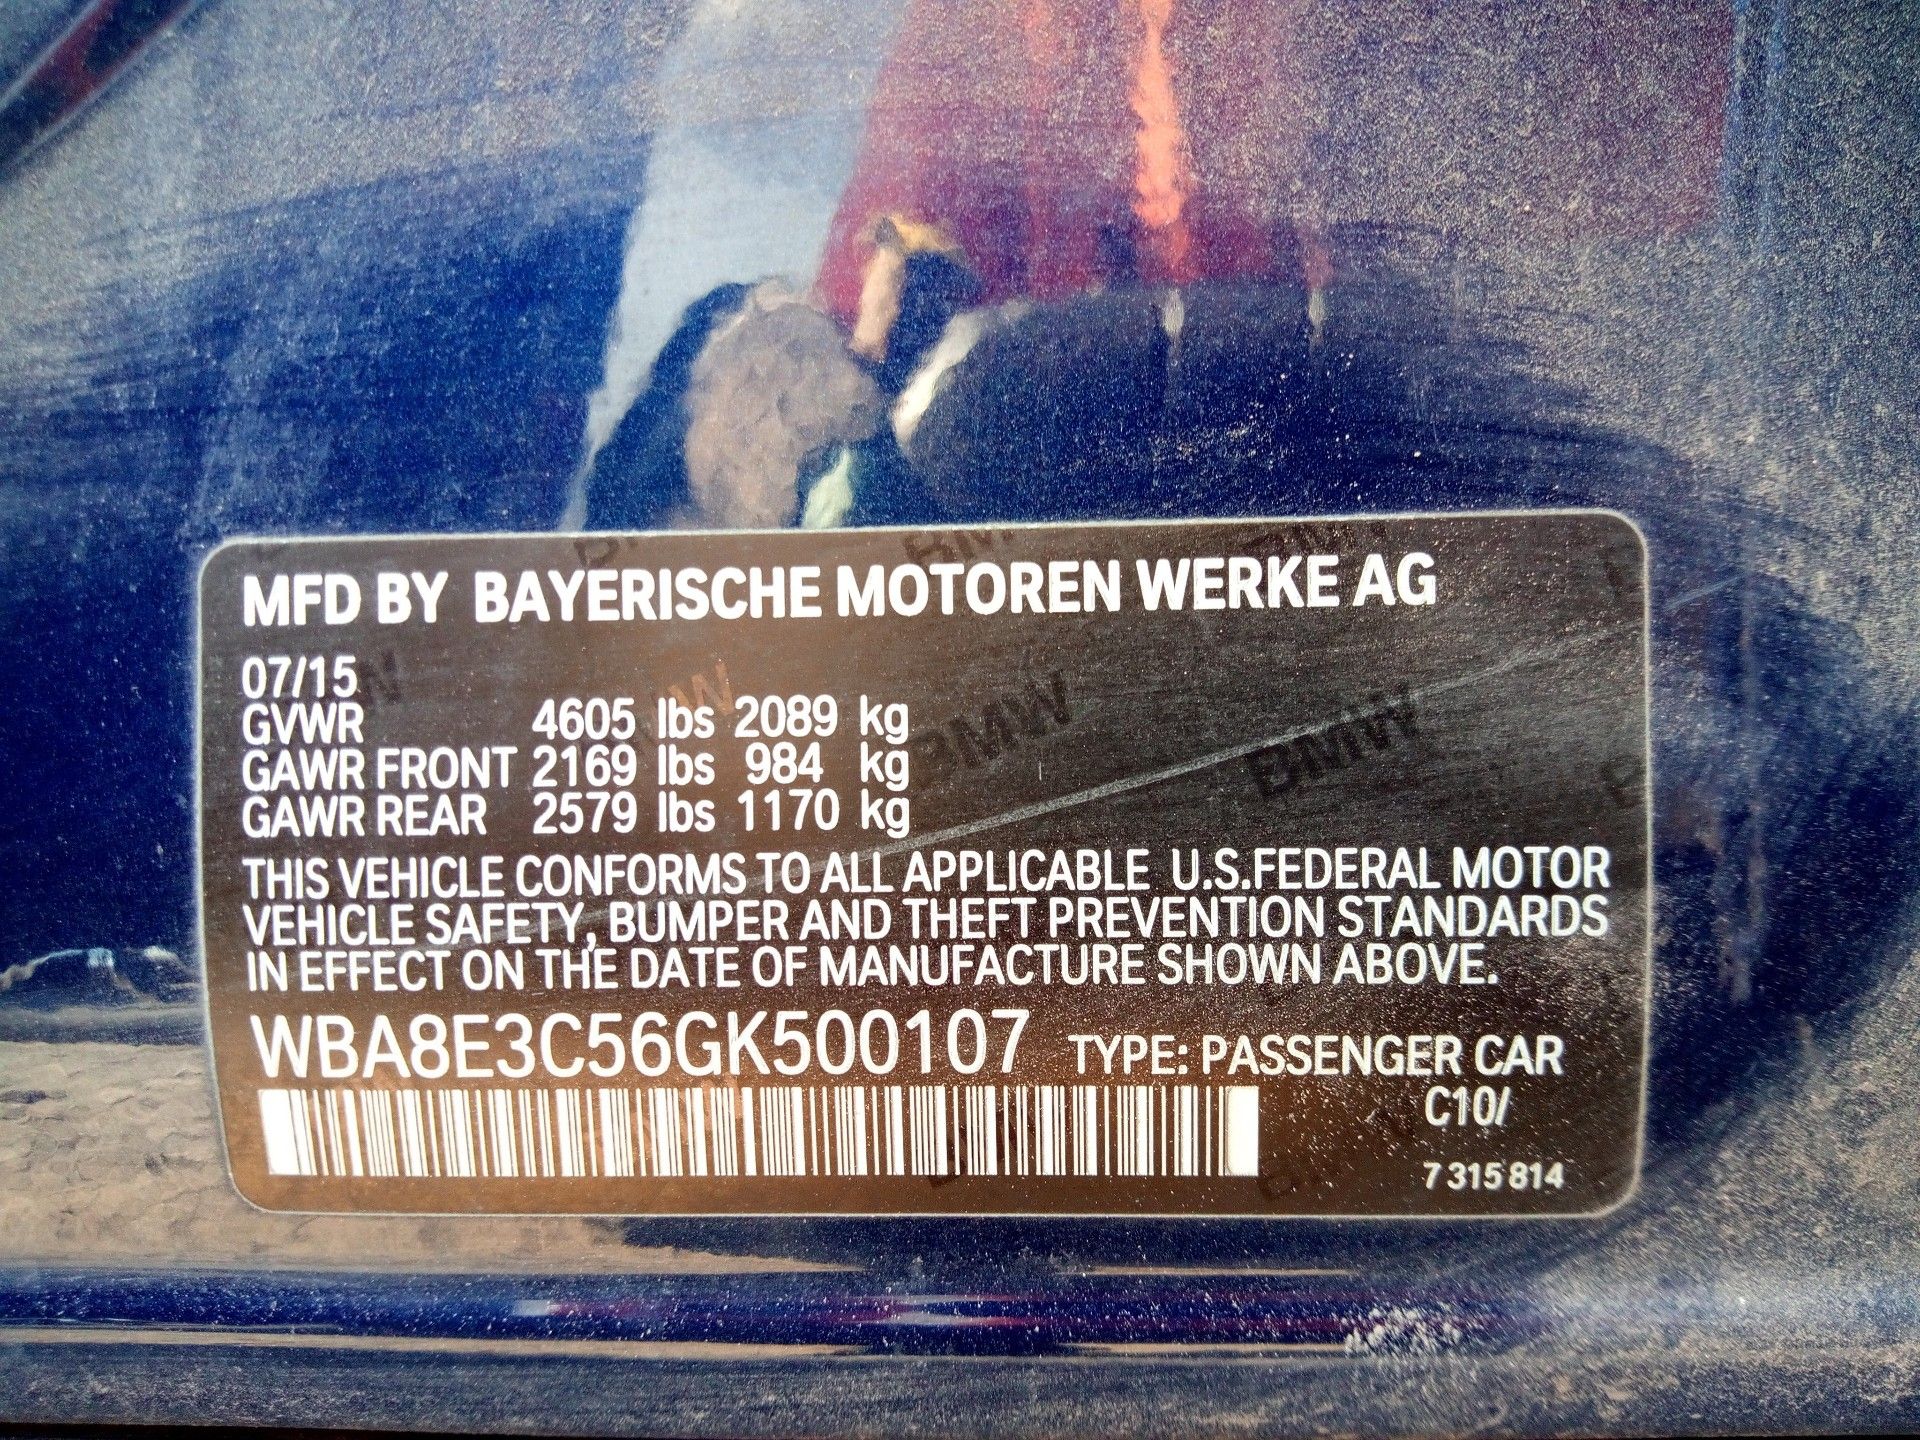 MFD BY BAYERISCHE MOTOREN WERKE AG
07/15
GVWR 4605 lbs 2089 kg
GAWR FRONT 2169 lbs 984 kg
GAWR REAR 2579 lbs 1170 kg
THIS VEHICLE CONFORMS TO ALL APPLICABLE U.S.FEDERAL MOTOR
VEHICLE SAFETY, BUMPER AND THEFT PREVENTION STANDARDS
IN EFFECT ON THE DATE OF MANUFACTURE SHOWN ABOVE.
WBA8E3C56GK500107 TYPE: PASSENGER CAR
C10/
7 315 814